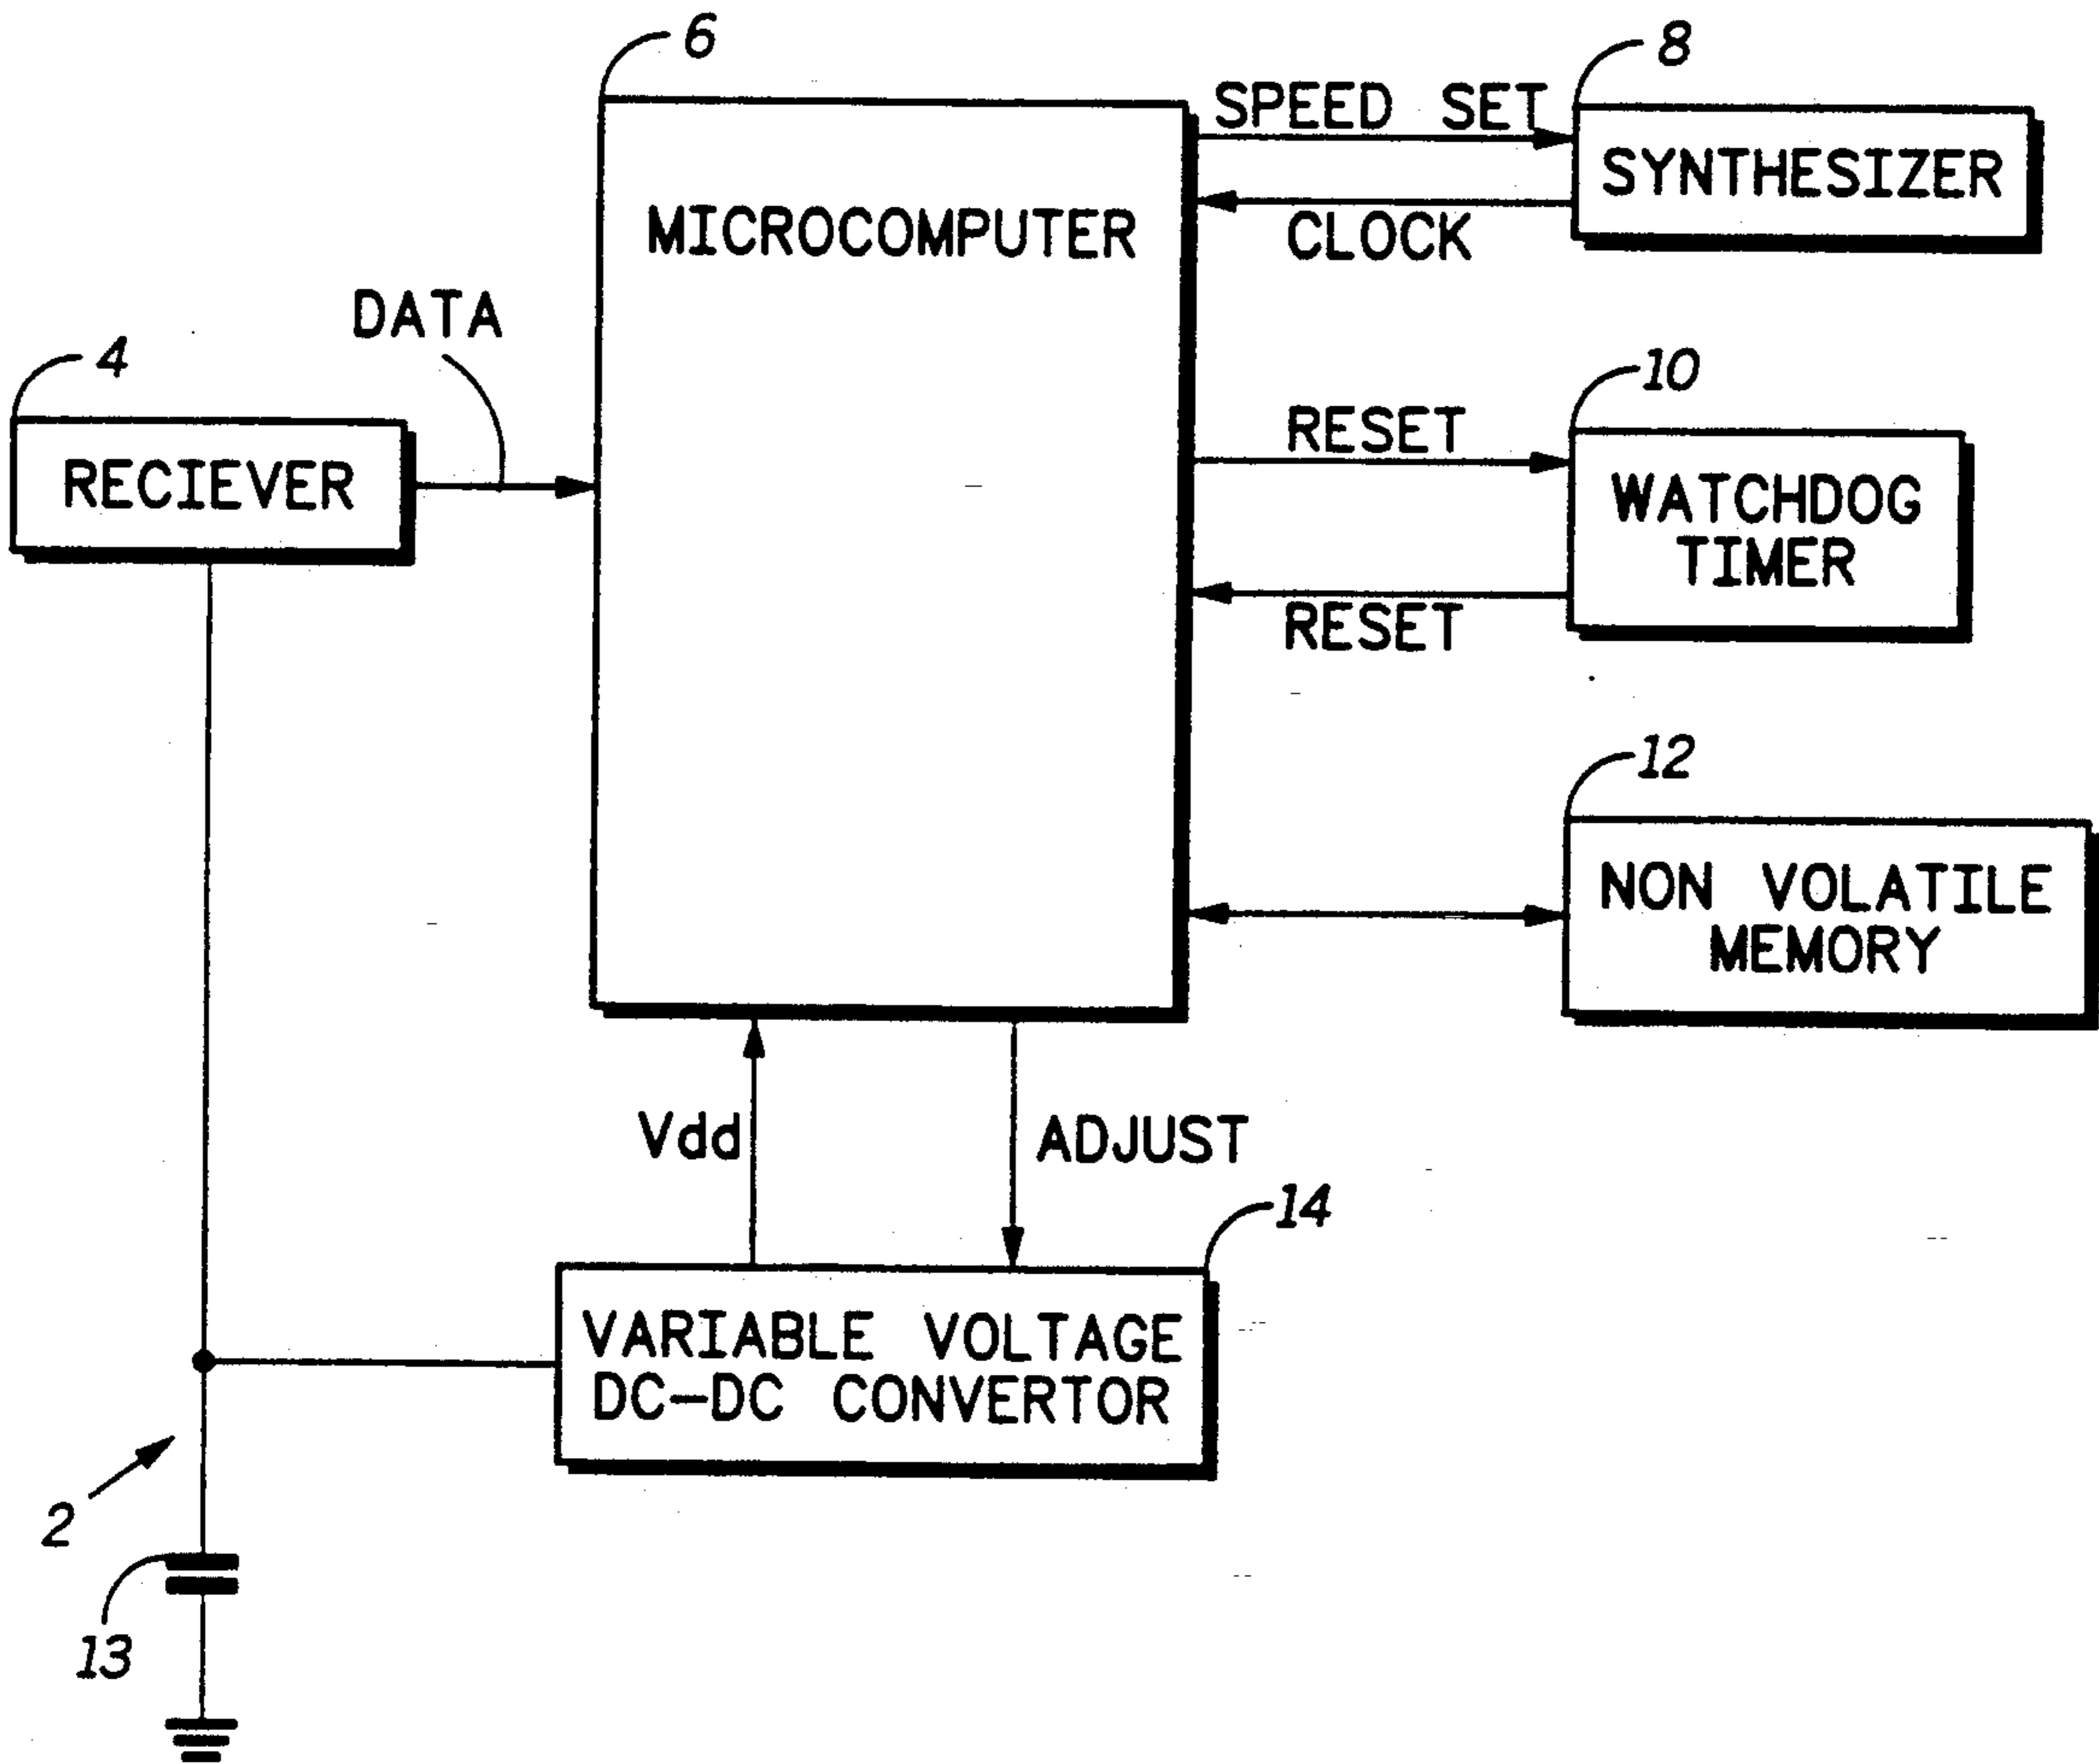 6
8
SPEED SET
SYNTHESIZER
MICROCOMPUTER
CLOCK
DATA
4
10
RESET
RECIEVER
WATCHDOG
TIMER
RESET
12
NON VOLATILE
MEMORY
Vdd
ADJUST
14
VARIABLE VOLTAGE
DC-DC CONVERTOR
2
13